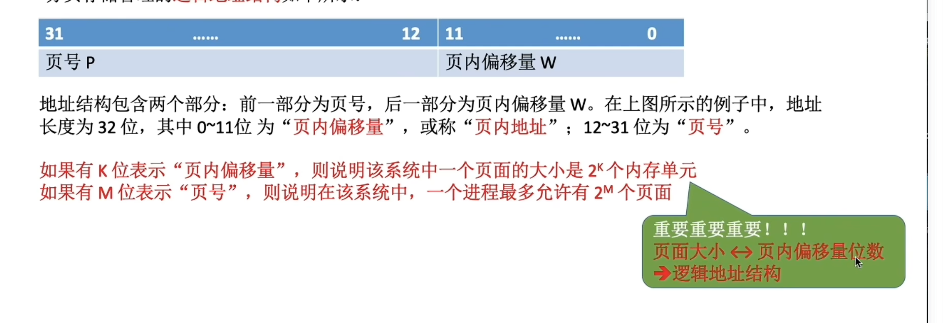 31 …… 12 11 …… 0
页号 P 页内偏移量 W
地址结构包含两个部分：前一部分为页号，后一部分为页内偏移量 W。在上图所示的例子中，地址
长度为 32 位，其中 0~11位 为“页内偏移量”，或称“页内地址”；12~31 位为“页号”。
如果有 K 位表示“页内偏移量”，则说明该系统中一个页面的大小是 2ᴷ 个内存单元
如果有 M 位表示“页号”，则说明在该系统中，一个进程最多允许有 2ᴹ 个页面
重要重要重要！！！
页面大小 ↔ 页内偏移量位数
➔逻辑地址结构